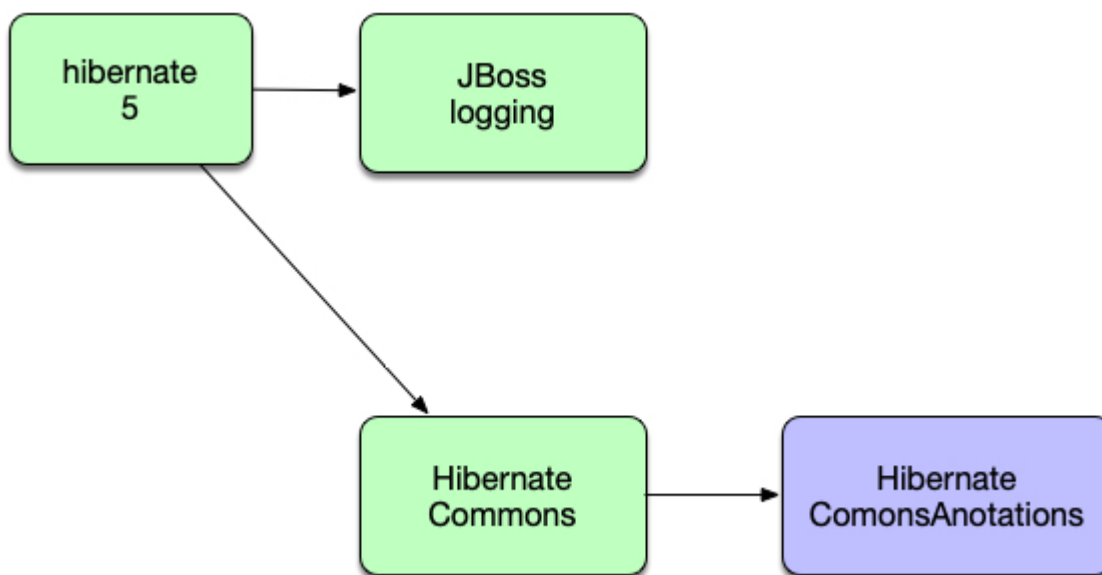 hibernate
5
JBoss
logging
Hibernate
Commons
Hibernate
ComonsAnotations